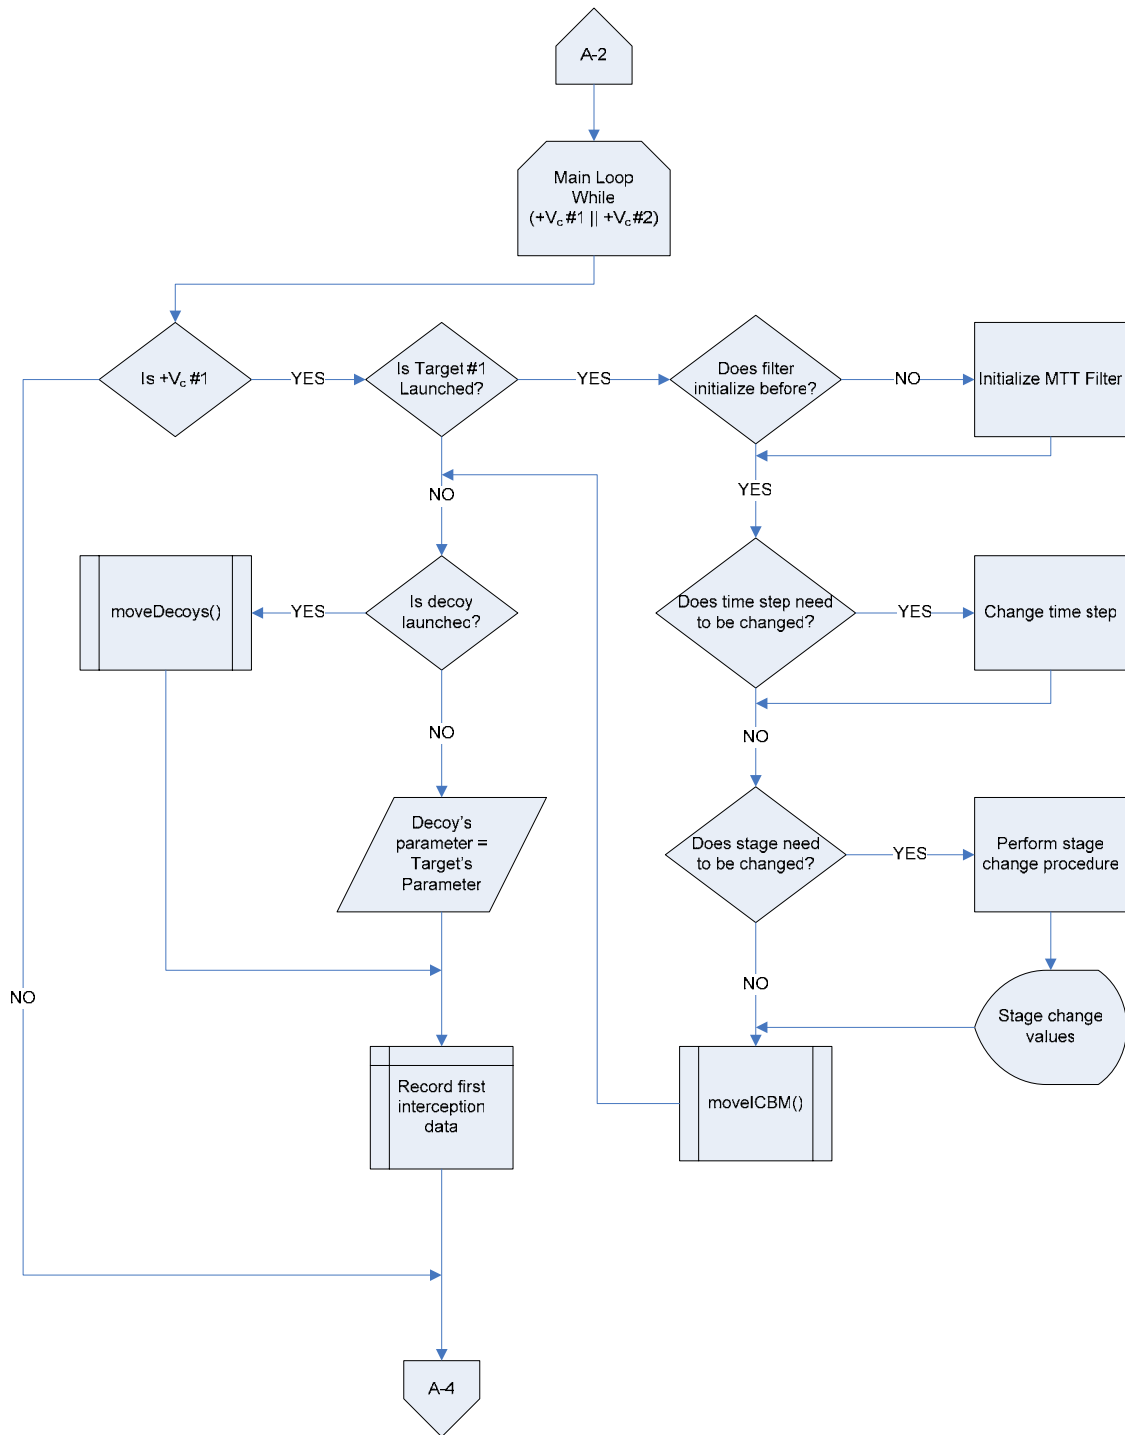 A-2
Main Loop
While
(+Vc #1 || +Vc #2)
Is +Vc #1
YES
Is Target #1
Launched?
YES
Does filter
initialize before?
NO
Initialize MTT Filter
NO
YES
moveDecoys()
YES
Is decoy
launched?
Does time step need
to be changed?
YES
Change time step
NO
NO
Decoy's
parameter =
Target's
Parameter
Does stage need
to be changed?
YES
Perform stage
change procedure
NO
NO
Stage change
values
Record first
interception
data
moveICBM()
A-4